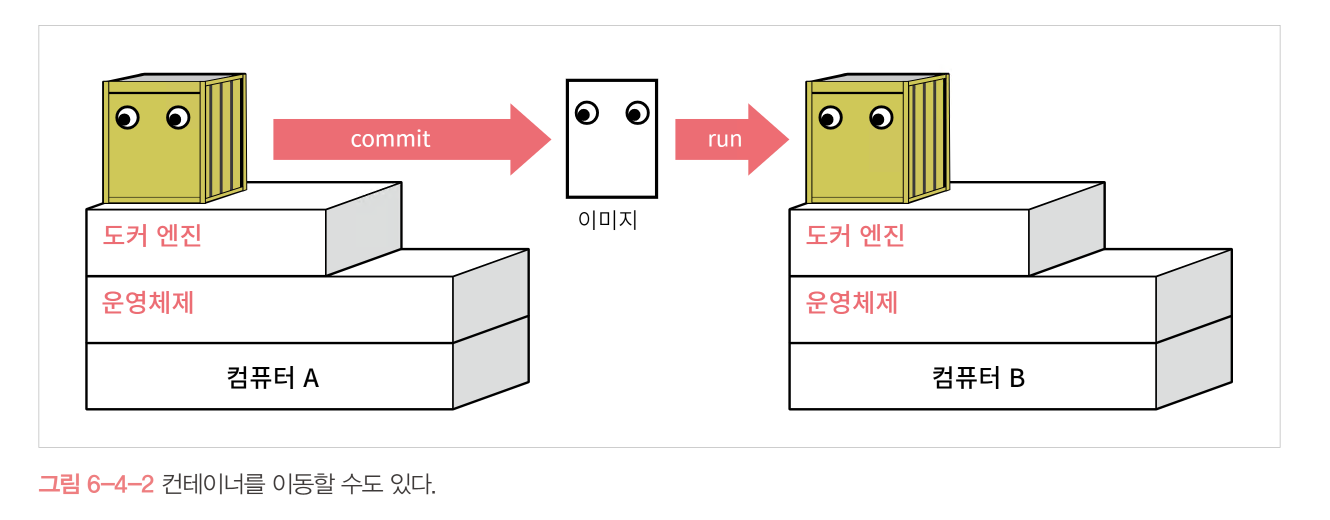 commit
run
이미지
도커 엔진
운영체제
컴퓨터 A
도커 엔진
운영체제
컴퓨터 B
그림 6-4-2 컨테이너를 이동할 수도 있다.